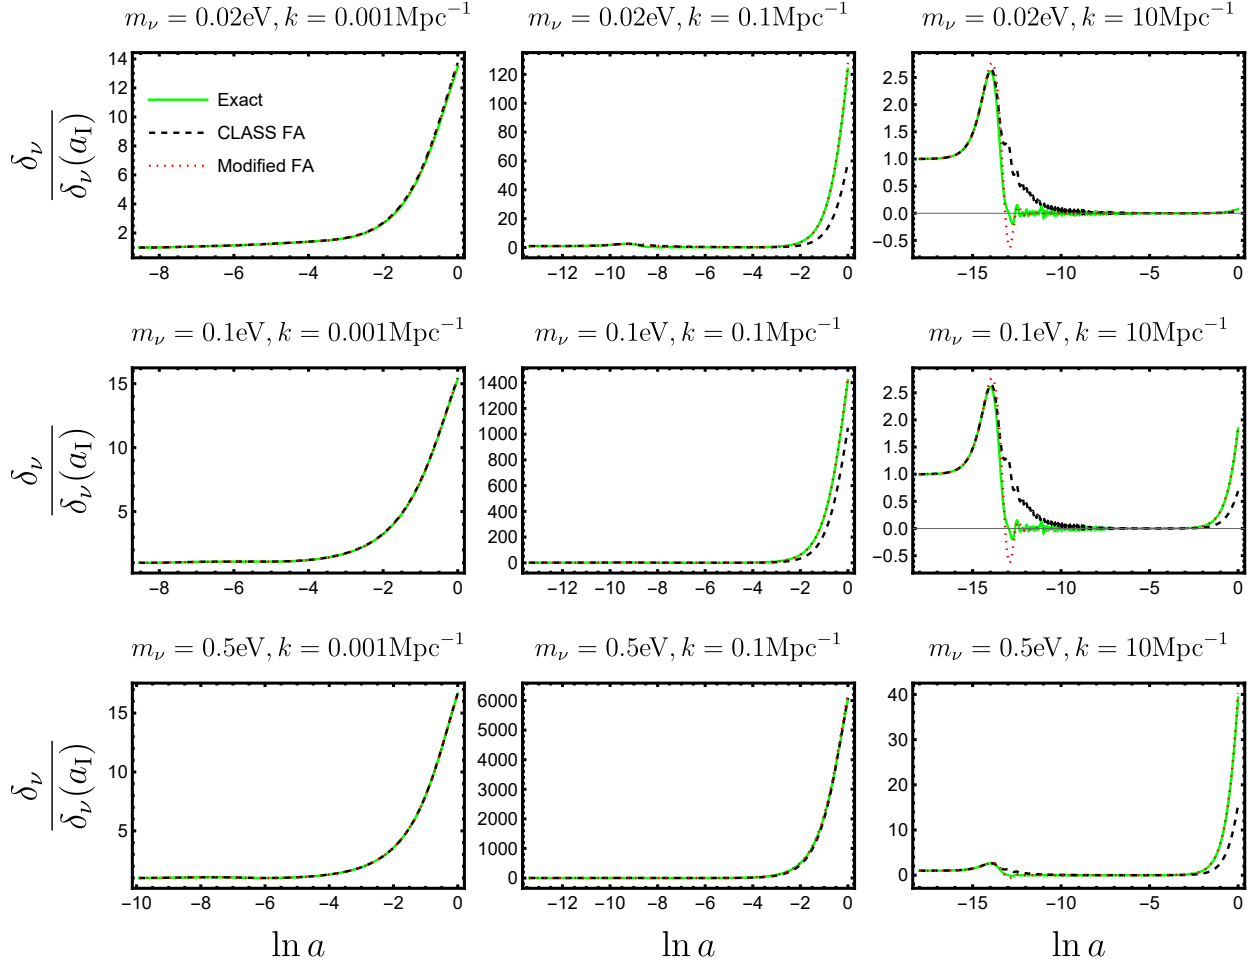 m_ν = 0.02eV, k = 0.001Mpc⁻¹
m_ν = 0.02eV, k = 0.1Mpc⁻¹
m_ν = 0.02eV, k = 10Mpc⁻¹
δ_ν
δ_ν(a_I)
14
12
10
8
6
4
2
Exact
CLASS FA
Modified FA
−8 −6 −4 −2 0
120
100
80
60
40
20
0
−12 −10 −8 −6 −4 −2 0
2.5
2.0
1.5
1.0
0.5
0.0
−0.5
−15 −10 −5 0
m_ν = 0.1eV, k = 0.001Mpc⁻¹
m_ν = 0.1eV, k = 0.1Mpc⁻¹
m_ν = 0.1eV, k = 10Mpc⁻¹
δ_ν
δ_ν(a_I)
15
10
5
−8 −6 −4 −2 0
1400
1200
1000
800
600
400
200
0
−12 −10 −8 −6 −4 −2 0
2.5
2.0
1.5
1.0
0.5
0.0
−0.5
−15 −10 −5 0
m_ν = 0.5eV, k = 0.001Mpc⁻¹
m_ν = 0.5eV, k = 0.1Mpc⁻¹
m_ν = 0.5eV, k = 10Mpc⁻¹
δ_ν
δ_ν(a_I)
15
10
5
−10 −8 −6 −4 −2 0
ln a
6000
5000
4000
3000
2000
1000
0
−12 −10 −8 −6 −4 −2 0
ln a
40
30
20
10
0
−15 −10 −5 0
ln a